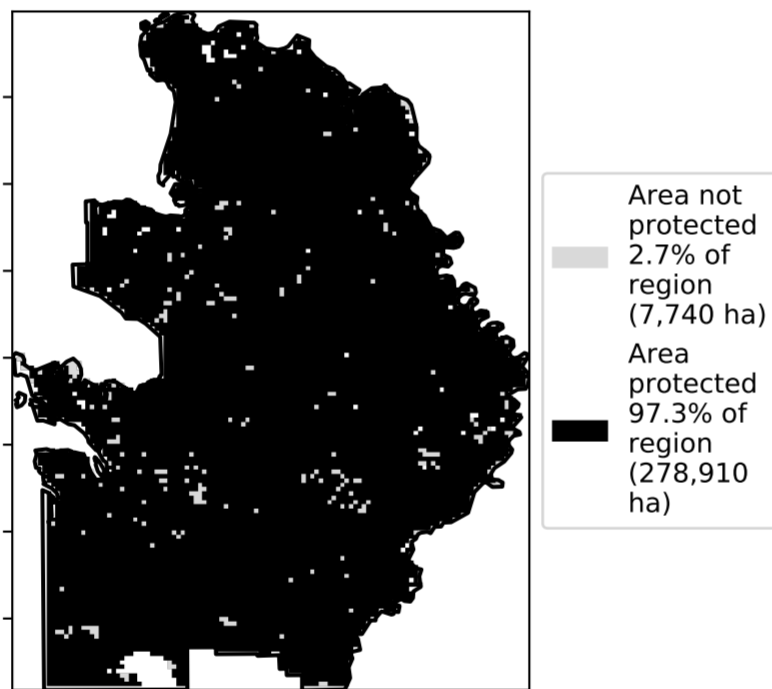 Area not
protected
2.7% of
region
(7,740 ha)
Area
protected
97.3% of
region
(278,910
ha)